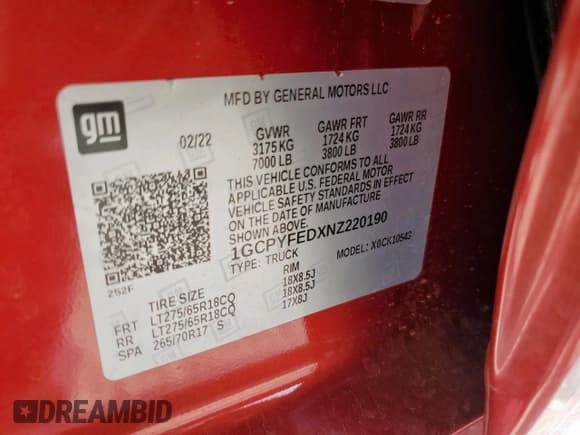 MFD BY GENERAL MOTORS LLC
gm
02/22 GVWR GAWR FRT GAWR RR
3175 KG 1724 KG 1724 KG
7000 LB 3800 LB 3800 LB
THIS VEHICLE CONFORMS TO ALL
APPLICABLE U.S. FEDERAL MOTOR
VEHICLE SAFETY STANDARDS IN EFFECT
ON THE DATE OF MANUFACTURE
SHOWN ABOVE.
1GCPYFEDXNZ220190
TYPE: TRUCK MODEL: X0CK10543
252F
TIRE SIZE RIM
FRT LT275/65R18CQ 18X8.5J
RR LT275/65R18CQ 18X8.5J
SPA 265/70R17 S 17X8J
DREAMBID